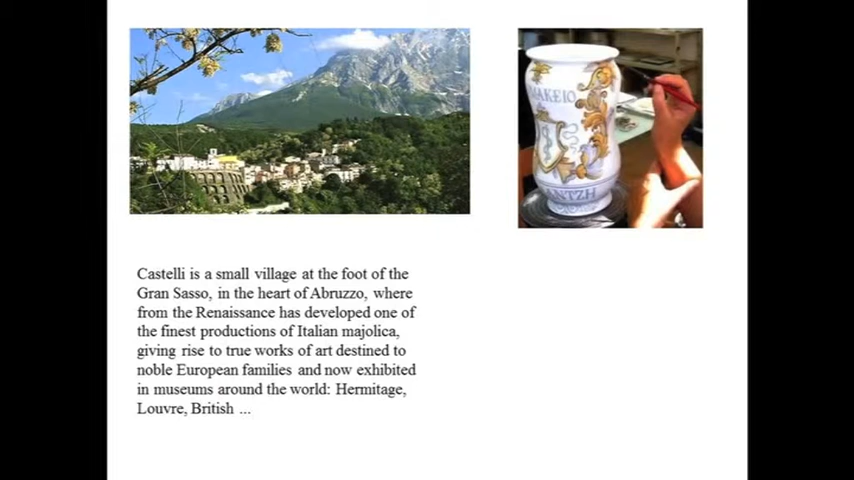 ΜΑΚΕΙΟ
ΑΝΤΖΗ
Castelli is a small village at the foot of the
Gran Sasso, in the heart of Abruzzo, where
from the Renaissance has developed one of
the finest productions of Italian majolica,
giving rise to true works of art destined to
noble European families and now exhibited
in museums around the world: Hermitage,
Louvre, British ...